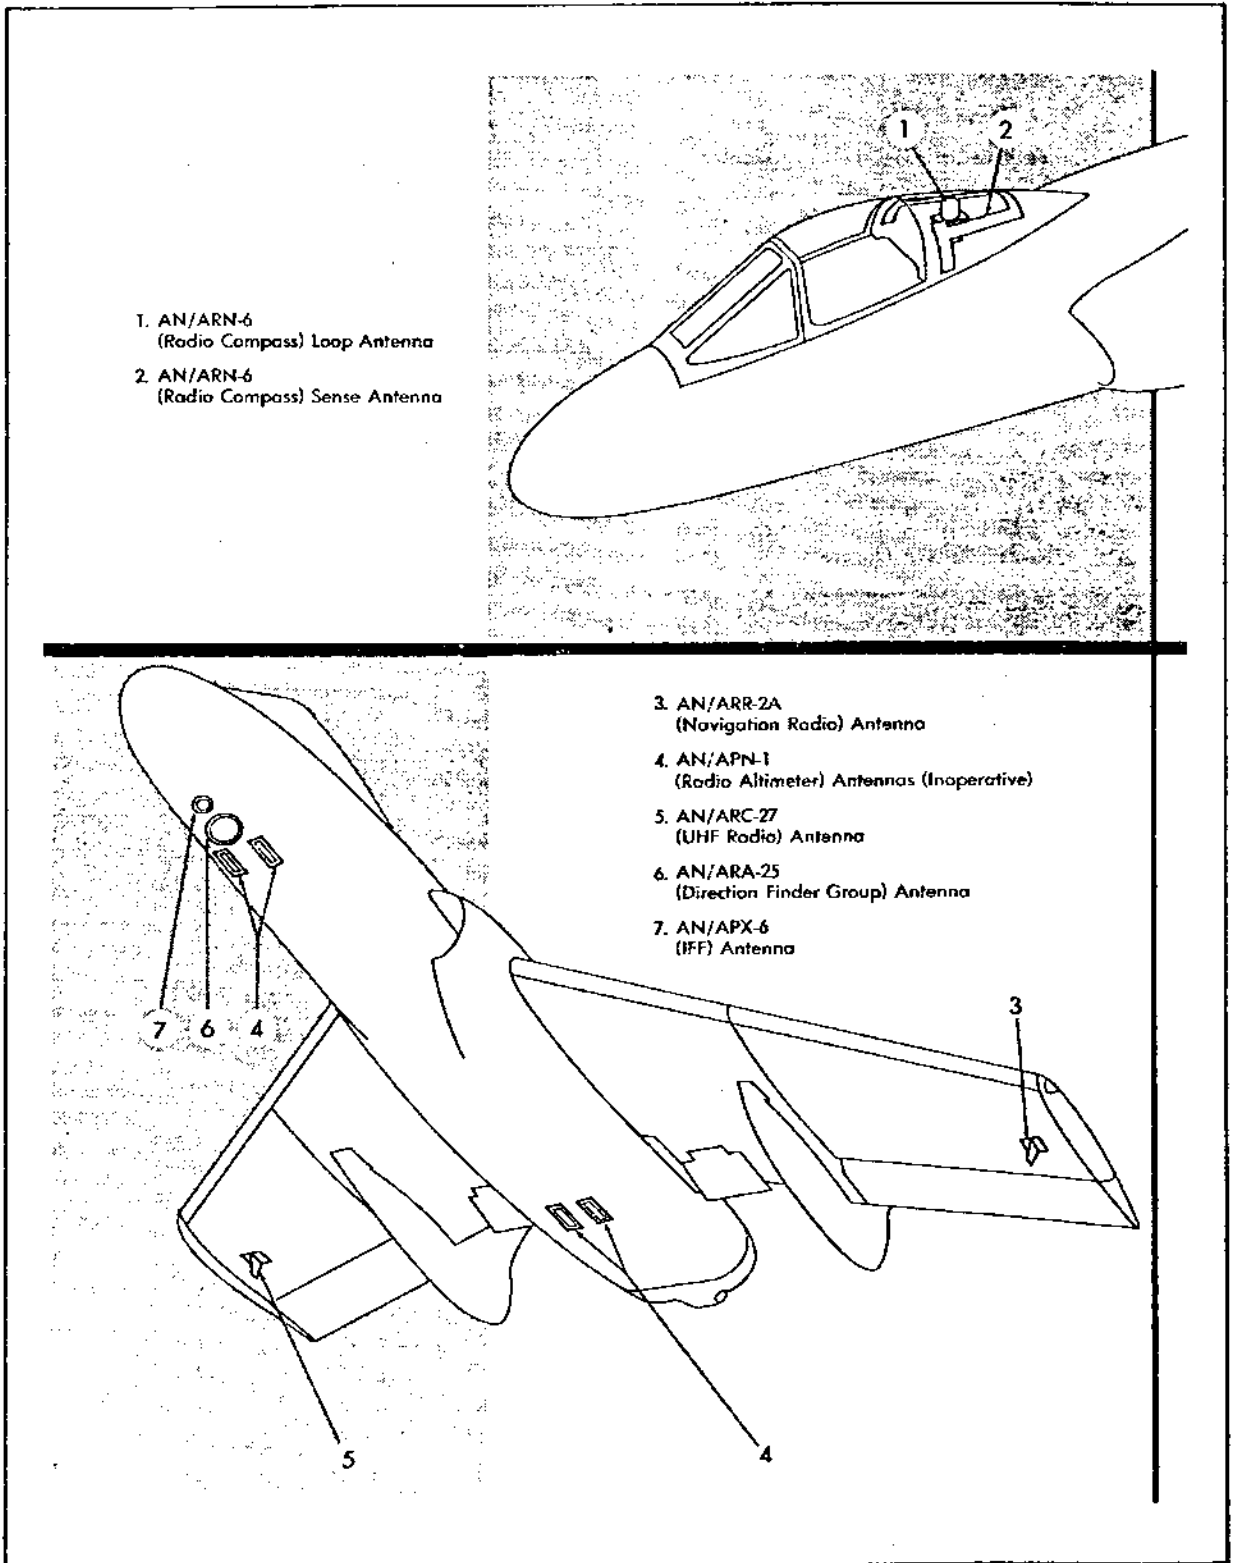 1
2
1. AN/ARN-6
(Radio Compass) Loop Antenna
2. AN/ARN-6
(Radio Compass) Sense Antenna
3. AN/ARR-2A
(Navigation Radio) Antenna
4. AN/APN-1
(Radio Altimeter) Antennas (Inoperative)
5. AN/ARC-27
(UHF Radio) Antenna
6. AN/ARA-25
(Direction Finder Group) Antenna
7. AN/APX-6
(IFF) Antenna
7 6 4
3
5
4